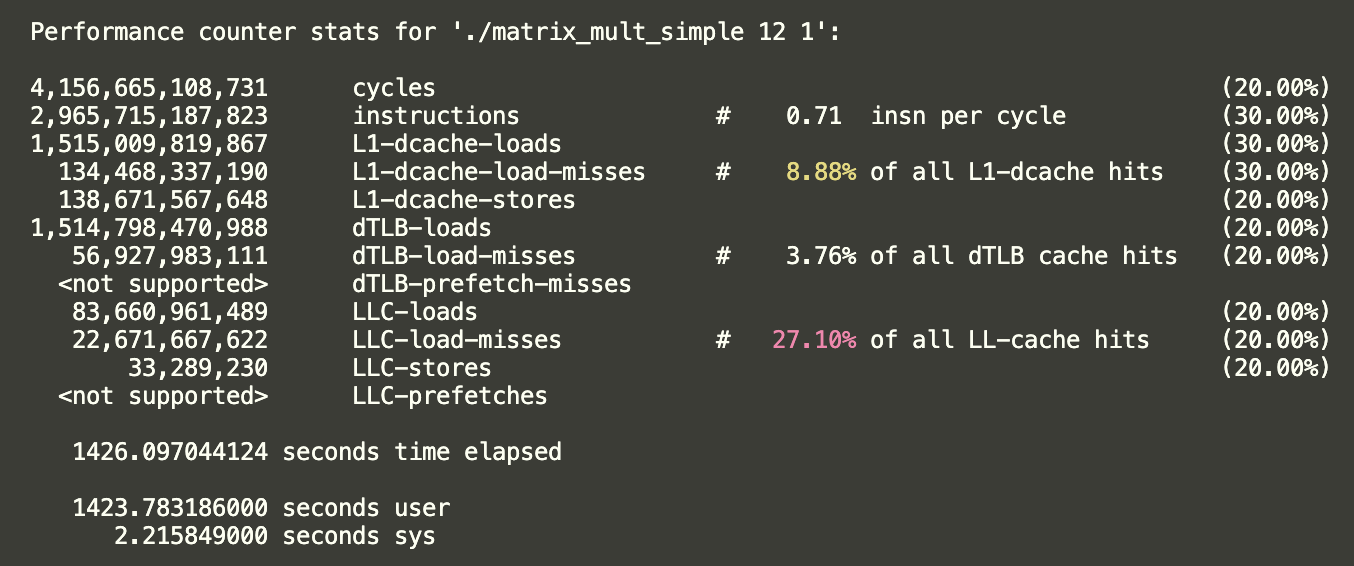 Performance counter stats for './matrix_mult_simple 12 1':
4,156,665,108,731 cycles (20.00%)
2,965,715,187,823 instructions # 0.71 insn per cycle (30.00%)
1,515,009,819,867 L1-dcache-loads (30.00%)
134,468,337,190 L1-dcache-load-misses # 8.88% of all L1-dcache hits (30.00%)
138,671,567,648 L1-dcache-stores (20.00%)
1,514,798,470,988 dTLB-loads (20.00%)
56,927,983,111 dTLB-load-misses # 3.76% of all dTLB cache hits (20.00%)
<not supported> dTLB-prefetch-misses
83,660,961,489 LLC-loads (20.00%)
22,671,667,622 LLC-load-misses # 27.10% of all LL-cache hits (20.00%)
33,289,230 LLC-stores (20.00%)
<not supported> LLC-prefetches
1426.097044124 seconds time elapsed
1423.783186000 seconds user
2.215849000 seconds sys